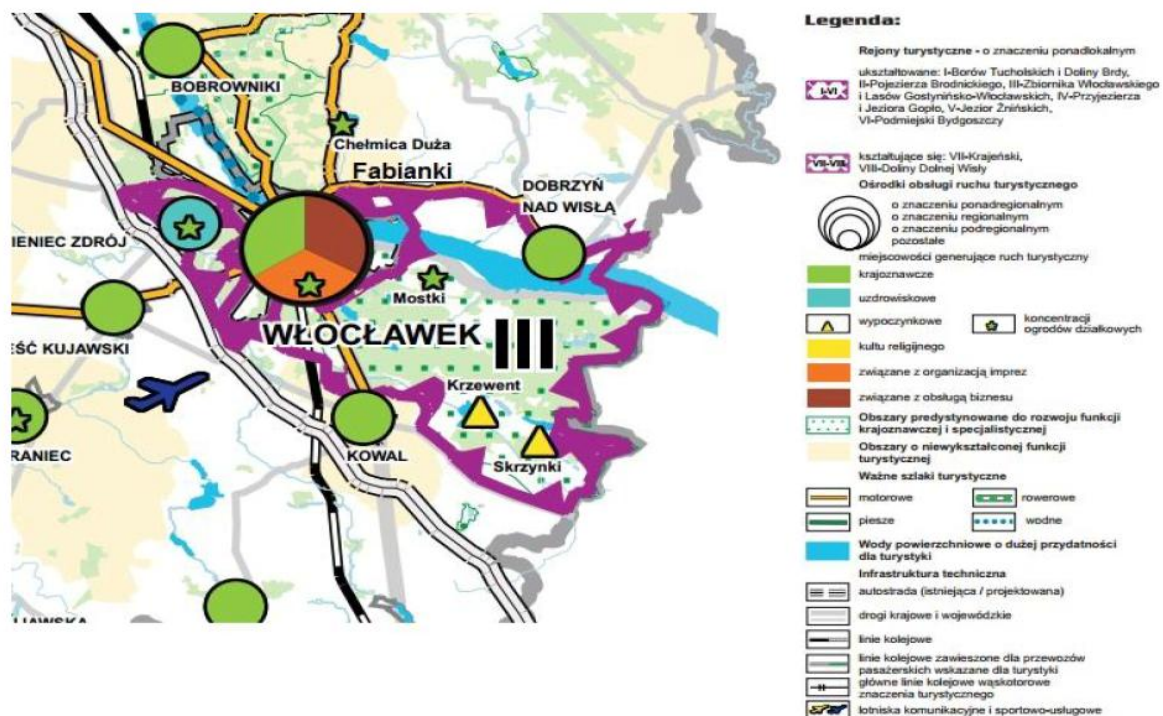 BOBROWNIKI
Chełmica Duża
Fabianki
DOBRZYŃ
NAD WISŁĄ
IENIEC ZDRÓJ
Mostki
WŁOCŁAWEK III
EŚĆ KUJAWSKI
Krzewent
KOWAL
Skrzynki
RANIEC
UJAWSKA
Legenda:
Rejony turystyczne - o znaczeniu ponadlokalnym
I-VI
ukształtowane: I-Borów Tucholskich i Doliny Brdy,
II-Pojezierza Brodnickiego, III-Zbiornika Włocławskiego
i Lasów Gostynińsko-Włocławskich, IV-Przyjezierza
i Jeziora Gopło, V-Jezior Żnińskich,
VI-Podmiejski Bydgoszczy
VII-VIII
kształtujące się: VII-Krajeński,
VIII-Doliny Dolnej Wisły
Ośrodki obsługi ruchu turystycznego
o znaczeniu ponadregionalnym
o znaczeniu regionalnym
o znaczeniu podregionalnym
pozostałe
miejscowości generujące ruch turystyczny
krajoznawcze
uzdrowiskowe
wypoczynkowe
koncentracji
ogrodów działkowych
kultu religijnego
związane z organizacją imprez
związane z obsługą biznesu
Obszary predystynowane do rozwoju funkcji
krajoznawczej i specjalistycznej
Obszary o niewykształconej funkcji
turystycznej
Ważne szlaki turystyczne
motorowe
rowerowe
piesze
wodne
Wody powierzchniowe o dużej przydatności
dla turystyki
Infrastruktura techniczna
autostrada (istniejąca / projektowana)
drogi krajowe i wojewódzkie
linie kolejowe
linie kolejowe zawieszone dla przewozów
pasażerskich wskazane dla turystyki
główne linie kolejowe wąskotorowe
znaczenia turystycznego
lotniska komunikacyjne i sportowo-usługowe